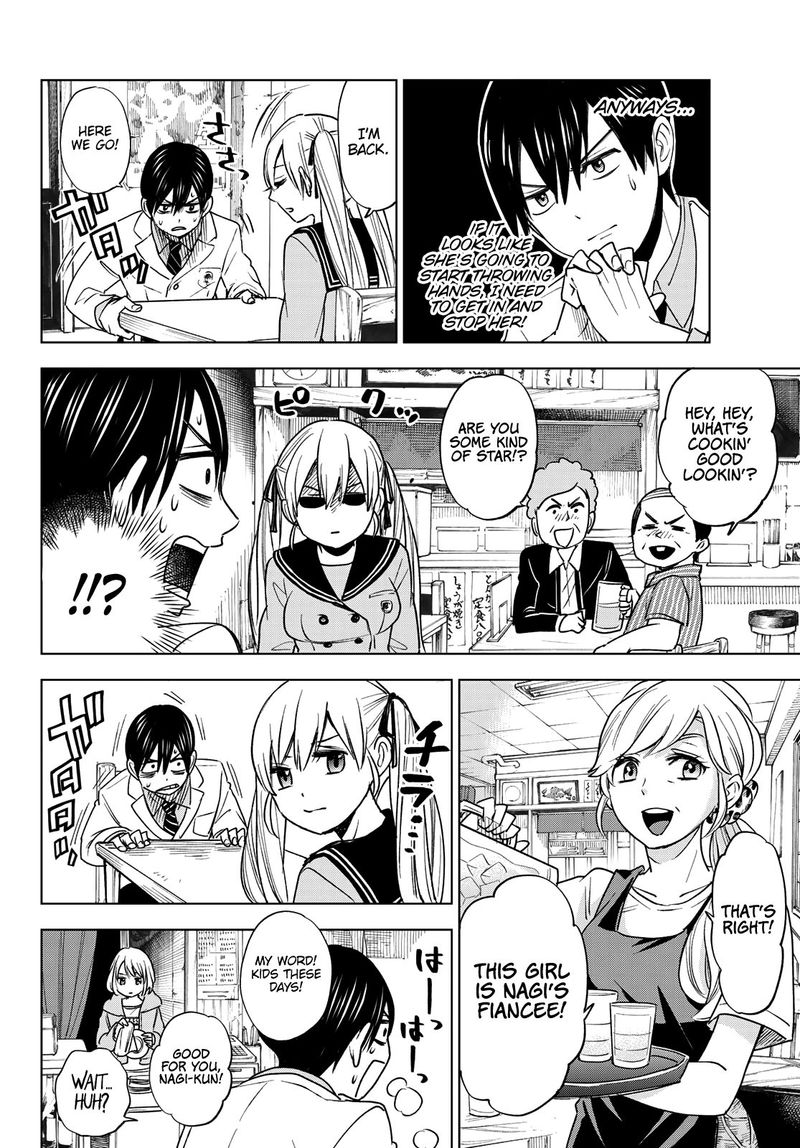 ANYWAYS...
IF IT
LOOKS LIKE
SHE'S GOING TO
START THROWING
HANDS, I NEED
TO GET IN AND
STOP HER!
I'M
BACK.
ささっ
HERE
WE GO!
ガタッ
HEY, HEY,
WHAT'S
COOKIN'
GOOD
LOOKIN'?
ARE YOU
SOME KIND
OF STAR!?
ピクッ
!!?
THAT'S
RIGHT!
THIS GIRL
IS NAGI'S
FIANCEE!
チラ...
ガタガタ
はーっ
はーっ
MY WORD!
KIDS THESE
DAYS!
GOOD
FOR YOU,
NAGI-KUN!
WAIT...
HUH?